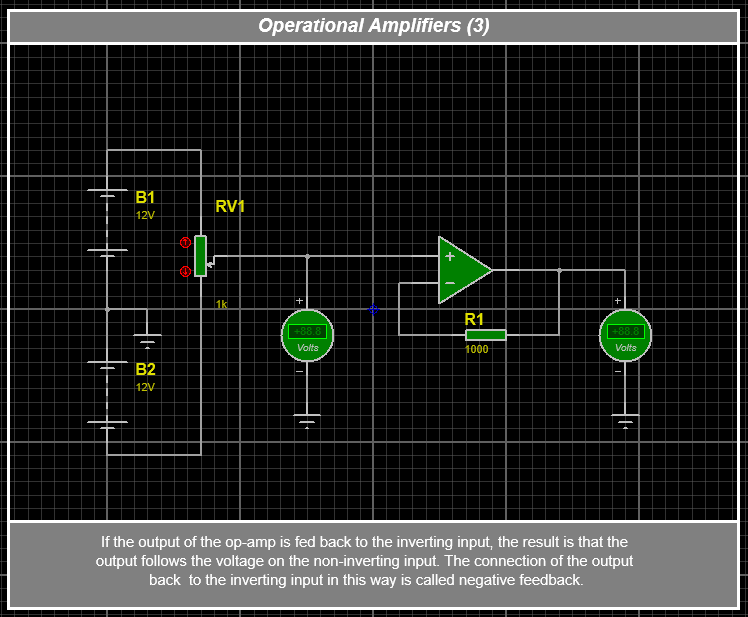 Operational Amplifiers (3)
B1
12V
RV1
1k
+
+88.8
Volts
−
B2
12V
+
−
R1
1000
+
+88.8
Volts
−
If the output of the op-amp is fed back to the inverting input, the result is that the
output follows the voltage on the non-inverting input. The connection of the output
back to the inverting input in this way is called negative feedback.